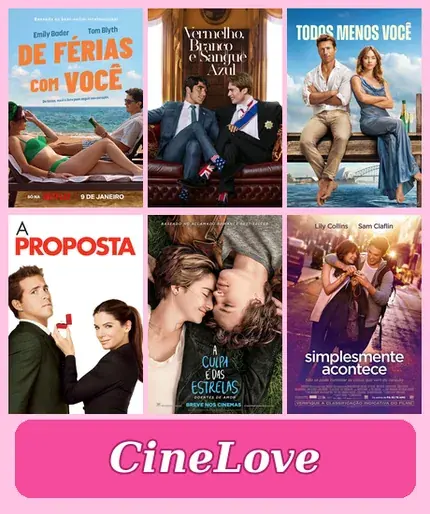 Emily Bader Tom Blyth
DE FÉRIAS
COM VOCÊ
9 DE JANEIRO
Vermelho,
Branco
e Sangue
Azul
TODOS MENOS VOCÊ
A
PROPOSTA
A
CULPA
É DAS
ESTRELAS
BREVE NOS CINEMAS
Lily Collins Sam Claflin
simplesmente
acontece
CineLove